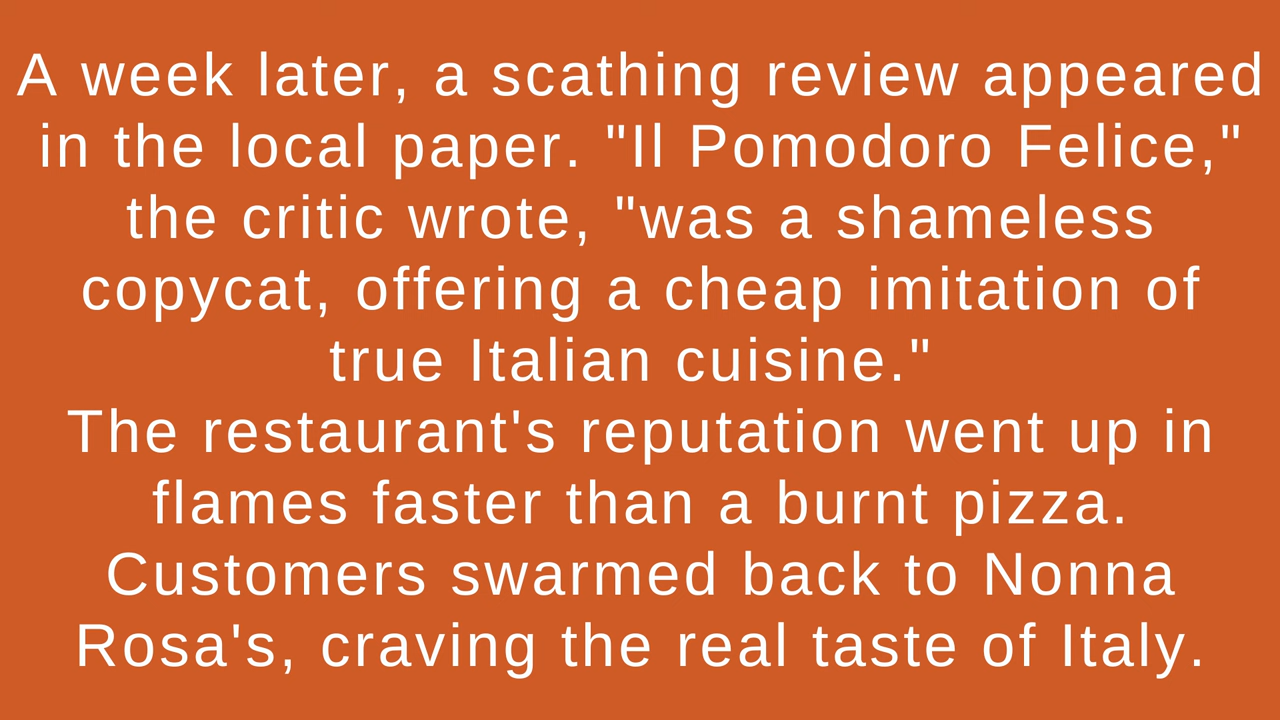 A week later, a scathing review appeared
in the local paper. "Il Pomodoro Felice,"
the critic wrote, "was a shameless
copycat, offering a cheap imitation of
true Italian cuisine."
The restaurant's reputation went up in
flames faster than a burnt pizza.
Customers swarmed back to Nonna
Rosa's, craving the real taste of Italy.